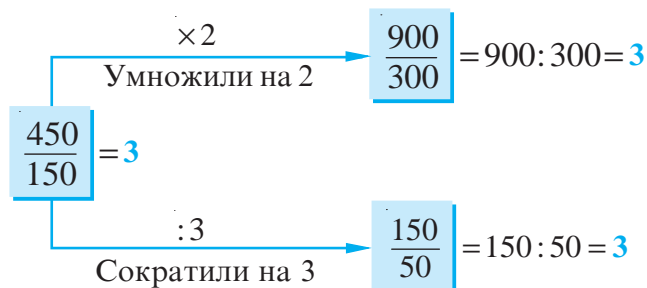 ×2
Умножили на 2
900/300 = 900:300 = 3
450/150 = 3
:3
Сократили на 3
150/50 = 150:50 = 3